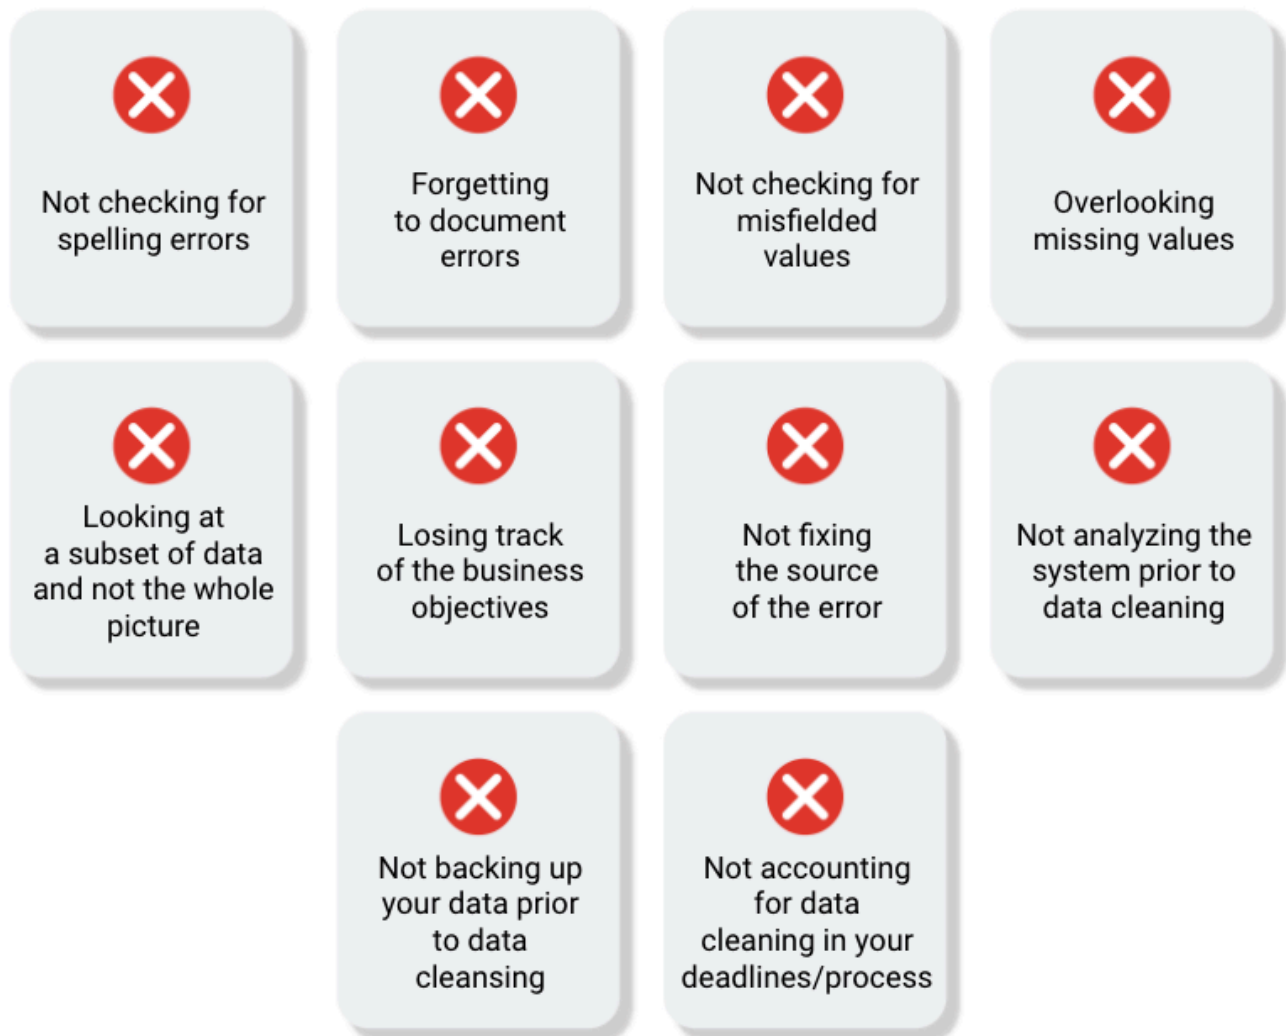 Not checking for
spelling errors
Forgetting
to document
errors
Not checking for
misfielded
values
Overlooking
missing values
Looking at
a subset of data
and not the whole
picture
Losing track
of the business
objectives
Not fixing
the source
of the error
Not analyzing the
system prior to
data cleaning
Not backing up
your data prior
to data
cleansing
Not accounting
for data
cleaning in your
deadlines/process